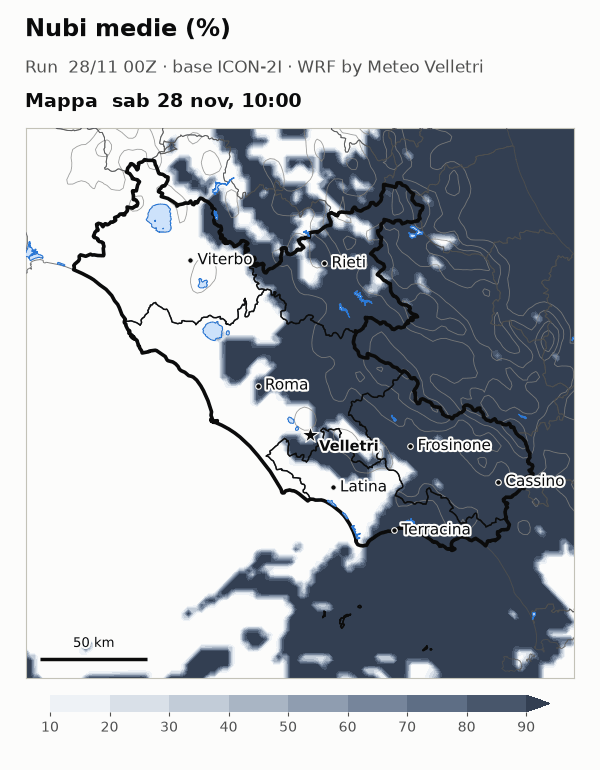 Nubi medie (%)
Run  28/11 00Z · base ICON-2I · WRF by Meteo Velletri
Mappa  sab 28 nov, 10:00
Viterbo
Rieti
Roma
Velletri
Frosinone
Cassino
Latina
Terracina
50 km
10 20 30 40 50 60 70 80 90